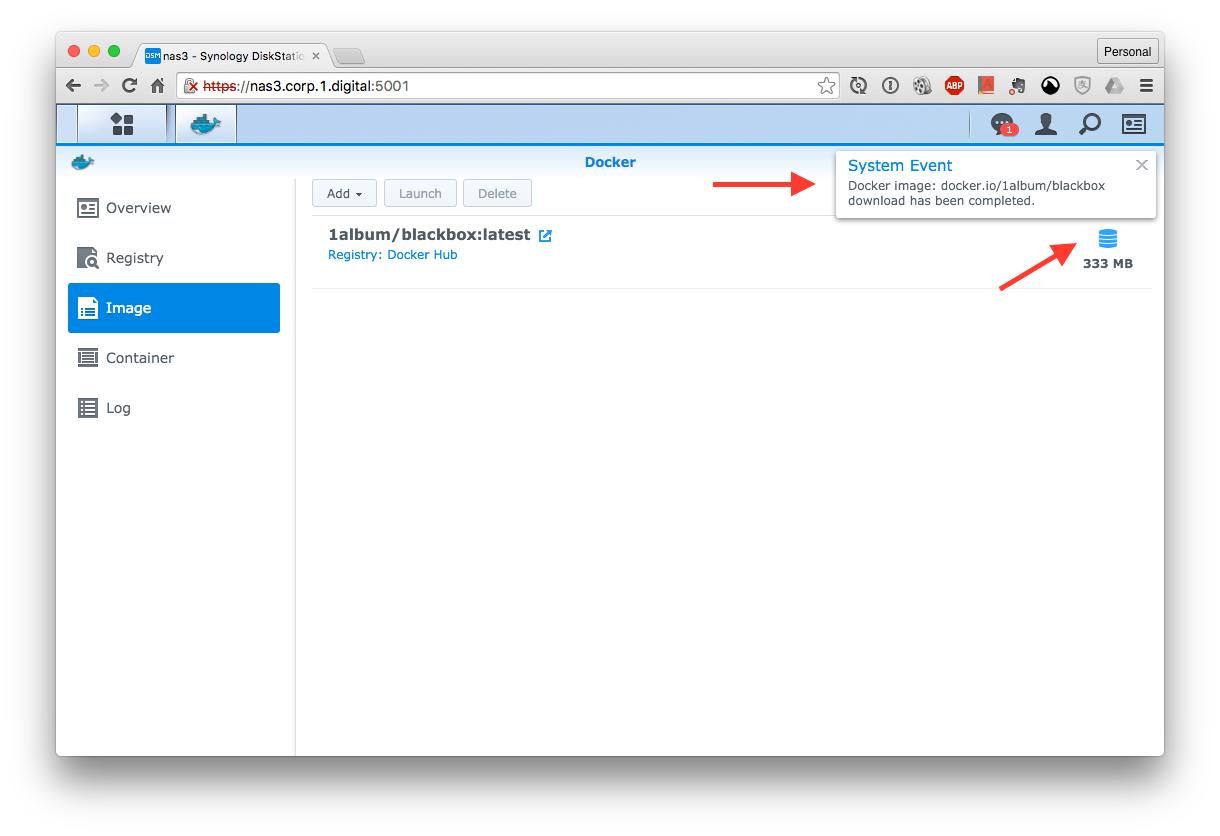 nas3 - Synology DiskStatio
Personal
https://nas3.corp.1.digital:5001
ABP
1
Docker
System Event
Docker image: docker.io/1album/blackbox
download has been completed.
Overview
Registry
Image
Container
Log
Add
Launch
Delete
1album/blackbox:latest
Registry: Docker Hub
333 MB